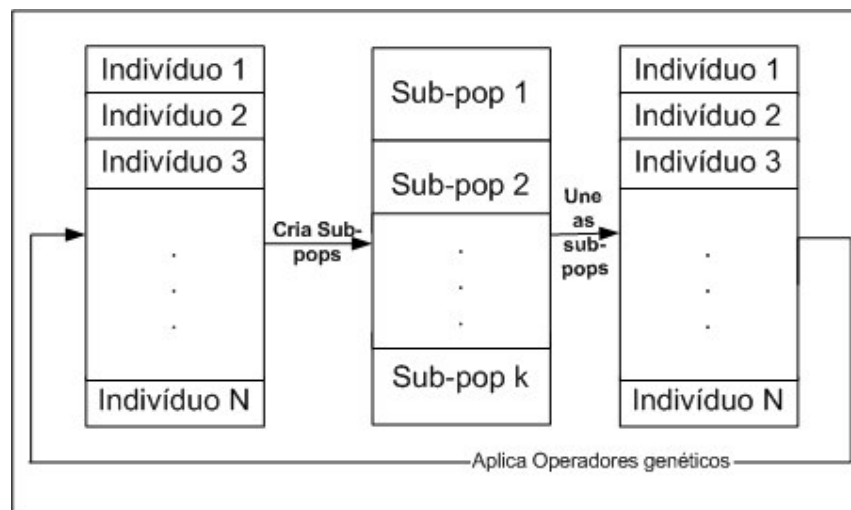 Indivíduo 1
Indivíduo 2
Indivíduo 3
.
.
.
Indivíduo N
Cria Sub-
pops
Sub-pop 1
Sub-pop 2
.
.
.
Sub-pop k
Une
as
sub-
pops
Indivíduo 1
Indivíduo 2
Indivíduo 3
.
.
.
Indivíduo N
Aplica Operadores genéticos